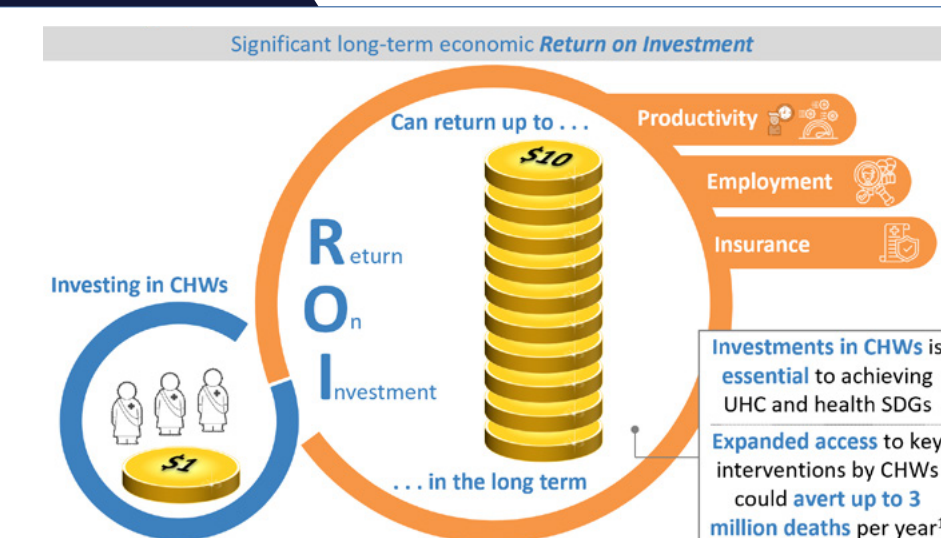 Significant long-term economic Return on Investment
Can return up to . . .
$10
Productivity
Employment
Insurance
Return
On
Investment
Investing in CHWs
$1
. . . in the long term
Investments in CHWs is
essential to achieving
UHC and health SDGs
Expanded access to key
interventions by CHWs
could avert up to 3
million deaths per year¹